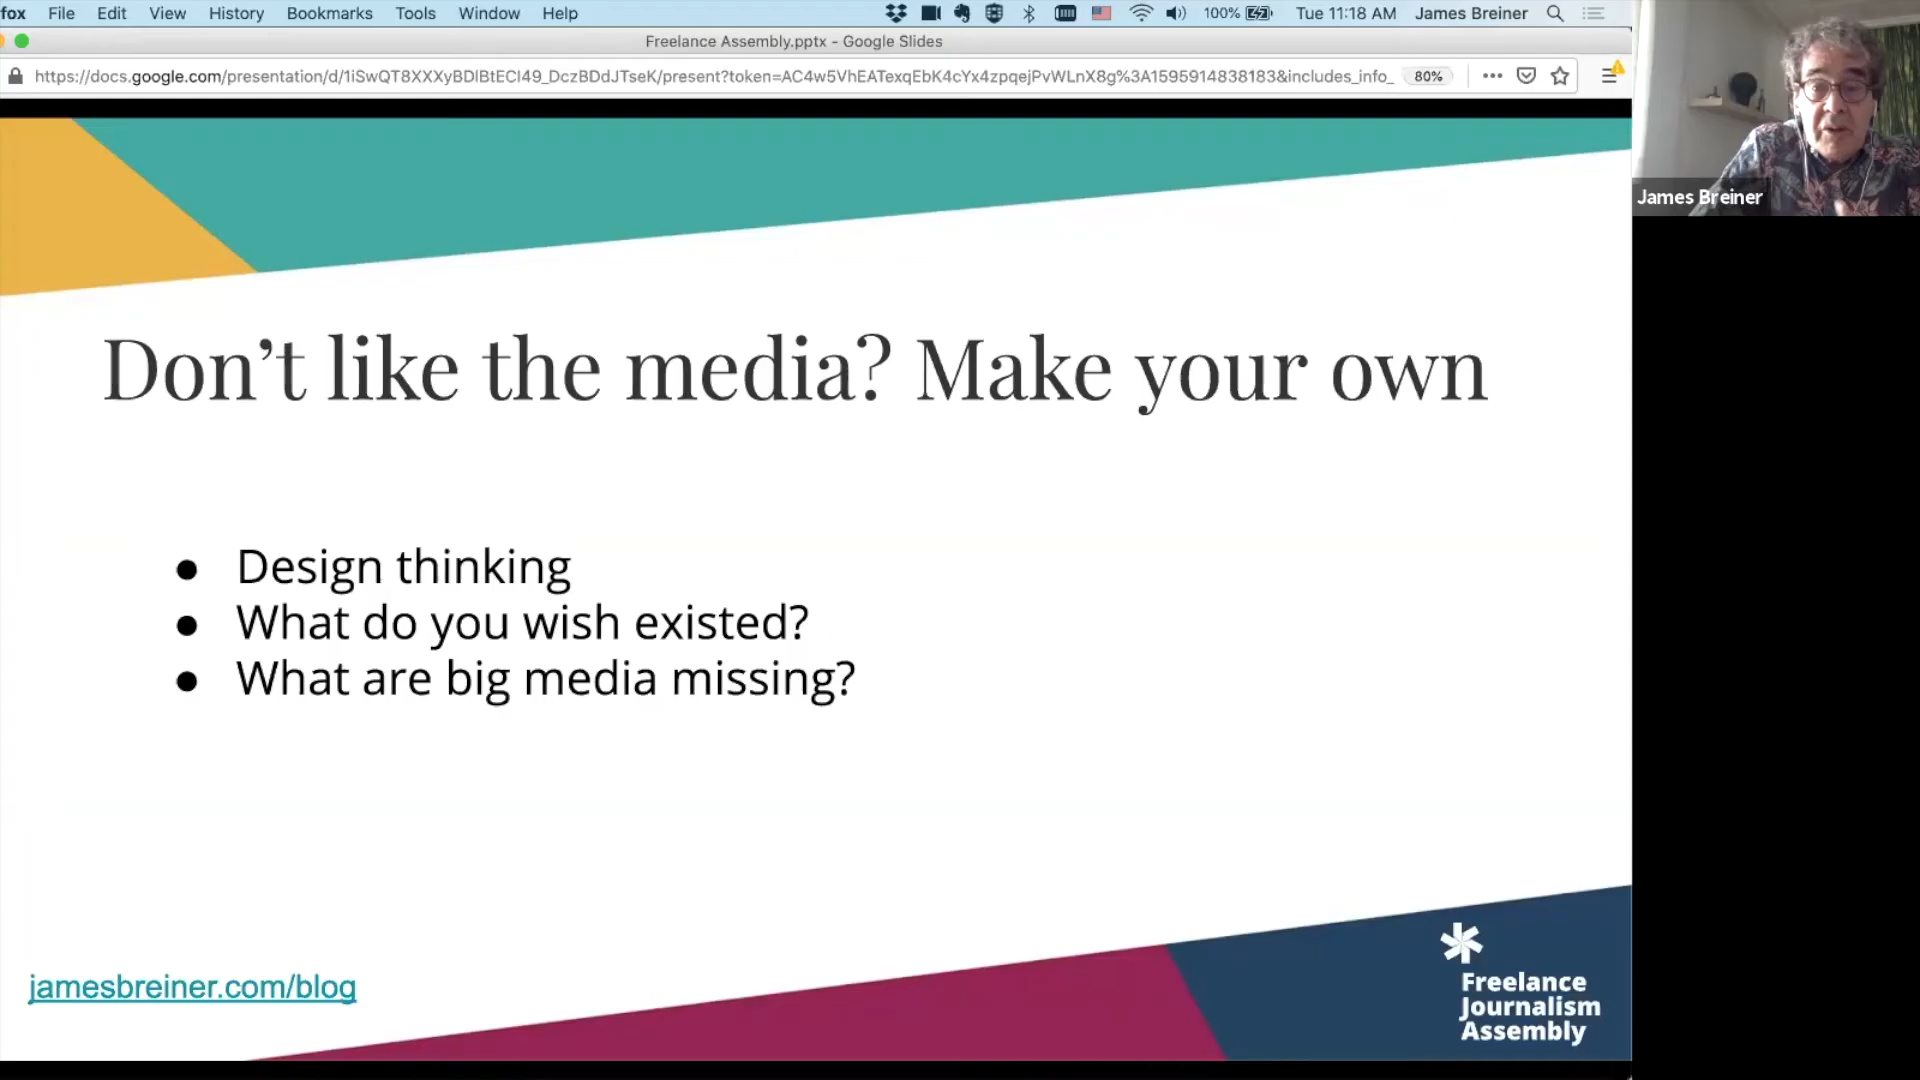 fox File Edit View History Bookmarks Tools Window Help 100% Tue 11:18 AM James Breiner
Freelance Assembly.pptx - Google Slides
https://docs.google.com/presentation/d/1iSwQT8XXXyBDlBtECI49_DczBDdJTseK/present?token=AC4w5VhEATexqEbK4cYx4zpqejPvWLnX8g%3A1595914838183&includes_info_ 80%
James Breiner
Don’t like the media? Make your own
● Design thinking
● What do you wish existed?
● What are big media missing?
jamesbreiner.com/blog
Freelance
Journalism
Assembly